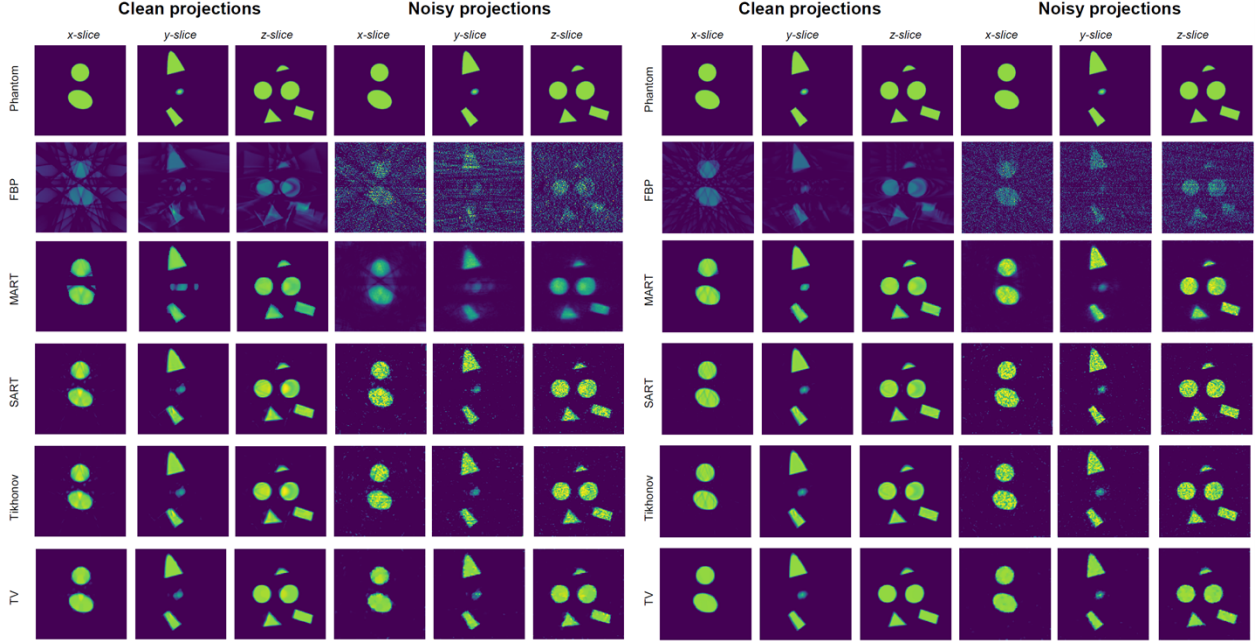 Clean projections Noisy projections Clean projections Noisy projections
x-slice y-slice z-slice x-slice y-slice z-slice x-slice y-slice z-slice x-slice y-slice z-slice
Phantom Phantom
FBP FBP
MART MART
SART SART
Tikhonov Tikhonov
TV TV